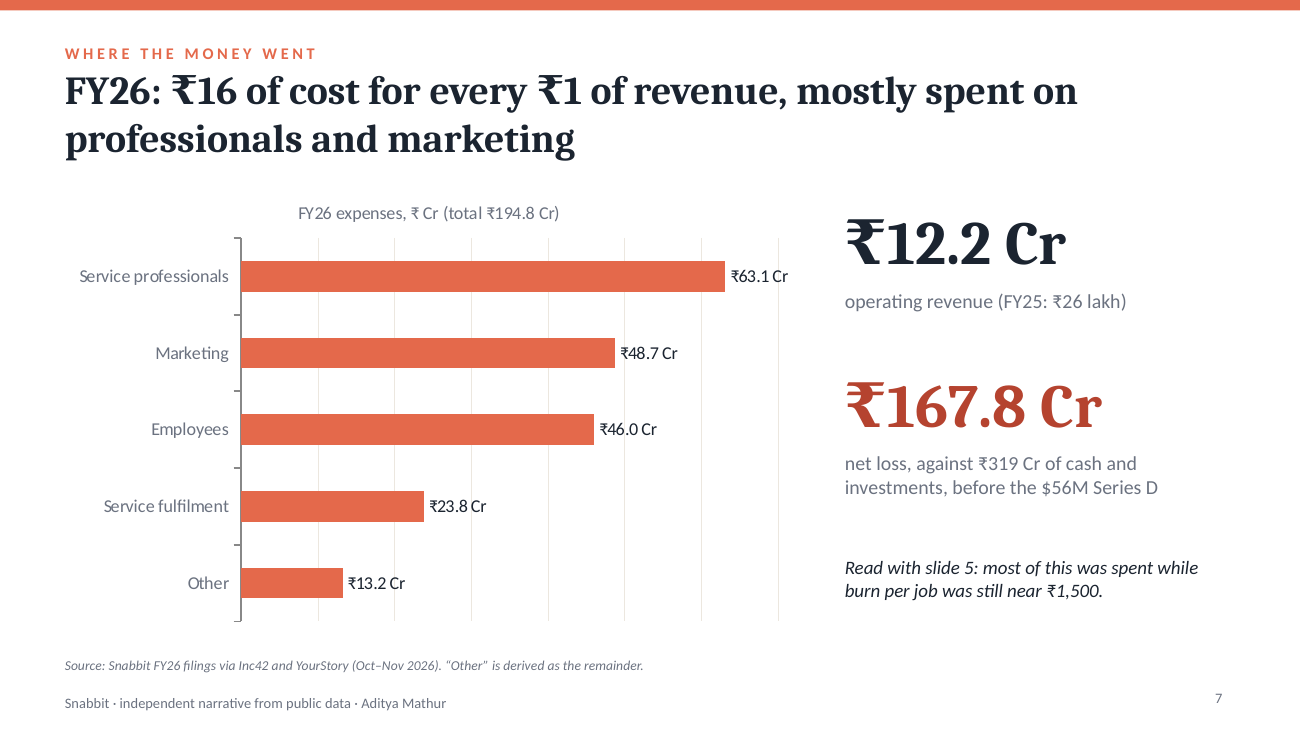 WHERE THE MONEY WENT
FY26: ₹16 of cost for every ₹1 of revenue, mostly spent on
professionals and marketing
FY26 expenses, ₹ Cr (total ₹194.8 Cr)
Service professionals
₹63.1 Cr
Marketing
₹48.7 Cr
Employees
₹46.0 Cr
Service fulfilment
₹23.8 Cr
Other
₹13.2 Cr
₹12.2 Cr
operating revenue (FY25: ₹26 lakh)
₹167.8 Cr
net loss, against ₹319 Cr of cash and
investments, before the $56M Series D
Read with slide 5: most of this was spent while
burn per job was still near ₹1,500.
Source: Snabbit FY26 filings via Inc42 and YourStory (Oct–Nov 2026). “Other” is derived as the remainder.
Snabbit · independent narrative from public data · Aditya Mathur
7